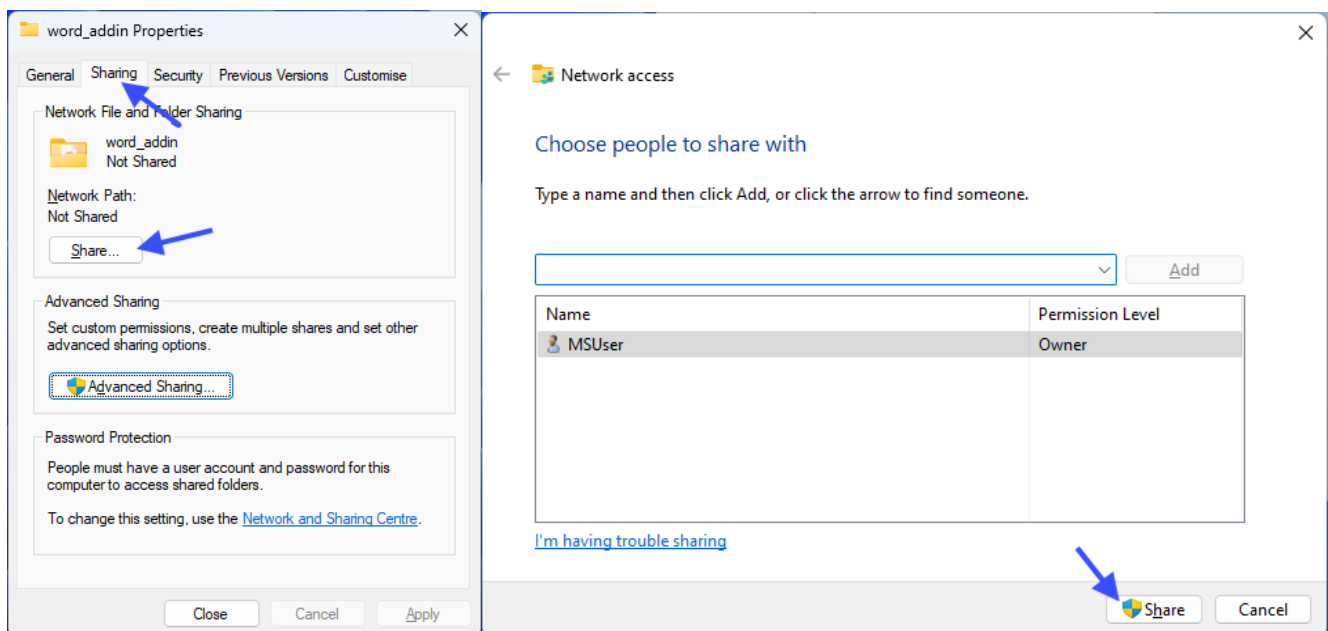 word_addin Properties
General Sharing Security Previous Versions Customise
Network File and Folder Sharing
word_addin
Not Shared
Network Path:
Not Shared
Share...
Advanced Sharing
Set custom permissions, create multiple shares and set other
advanced sharing options.
Advanced Sharing...
Password Protection
People must have a user account and password for this
computer to access shared folders.
To change this setting, use the Network and Sharing Centre.
Close Cancel Apply
Network access
Choose people to share with
Type a name and then click Add, or click the arrow to find someone.
Add
Name Permission Level
MSUser Owner
I'm having trouble sharing
Share Cancel